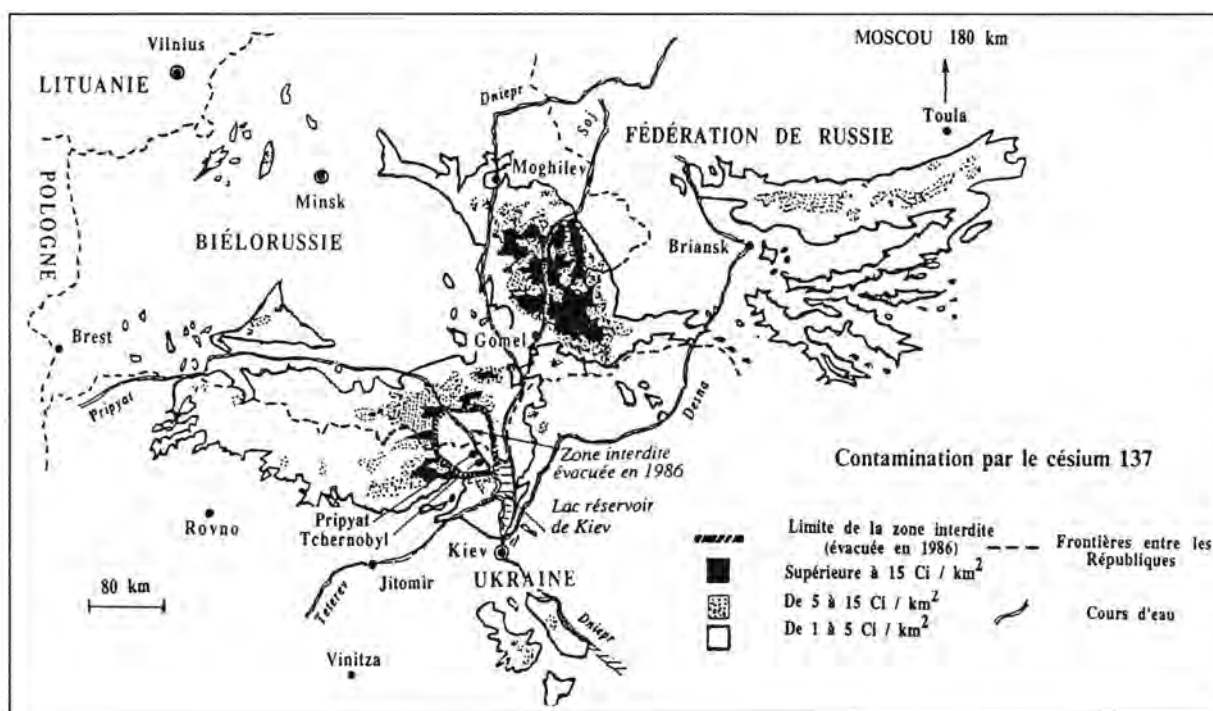 Vilnius
LITUANIE
MOSCOU 180 km
Toula
Dniepr
Soj
FÉDÉRATION DE RUSSIE
Moghilev
Minsk
POLOGNE
BIÉLORUSSIE
Briansk
Brest
Gomel
Pripyat
Desna
Zone interdite
évacuée en 1986
Contamination par le césium 137
Lac réservoir
de Kiev
Rovno
Pripyat
Tchernobyl
Kiev
UKRAINE
80 km
Jitomir
Teterev
Dniepr
Vinitza
Limite de la zone interdite
(évacuée en 1986)
Supérieure à 15 Ci / km²
De 5 à 15 Ci / km²
De 1 à 5 Ci / km²
Frontières entre les
Républiques
Cours d'eau